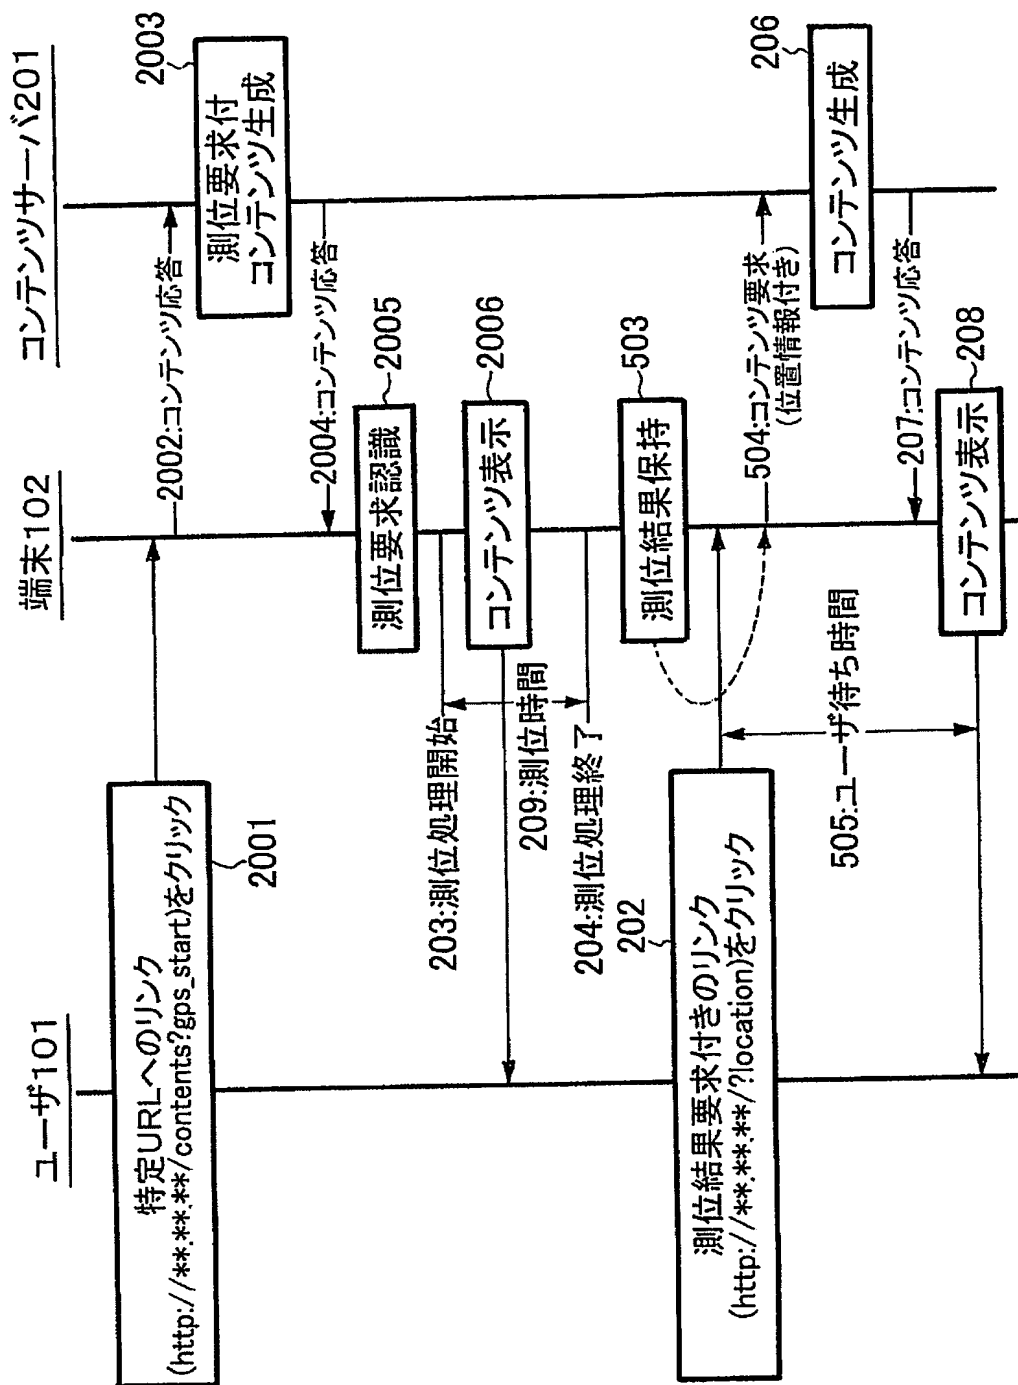 ユーザ101
端末102
コンテンツサーバ201
特定URLへのリンク
(http://**.**.**/contents?gps_start)をクリック
2001
2002:コンテンツ応答
2003
測位要求付
コンテンツ生成
2004:コンテンツ応答
測位要求認識
2005
203:測位処理開始
コンテンツ表示
2006
209:測位時間
204:測位処理終了
測位結果保持
503
202
測位結果要求付きのリンク
(http://**.**.**/?location)をクリック
504:コンテンツ要求
(位置情報付き)
206
コンテンツ生成
505:ユーザ待ち時間
207:コンテンツ応答
コンテンツ表示
208